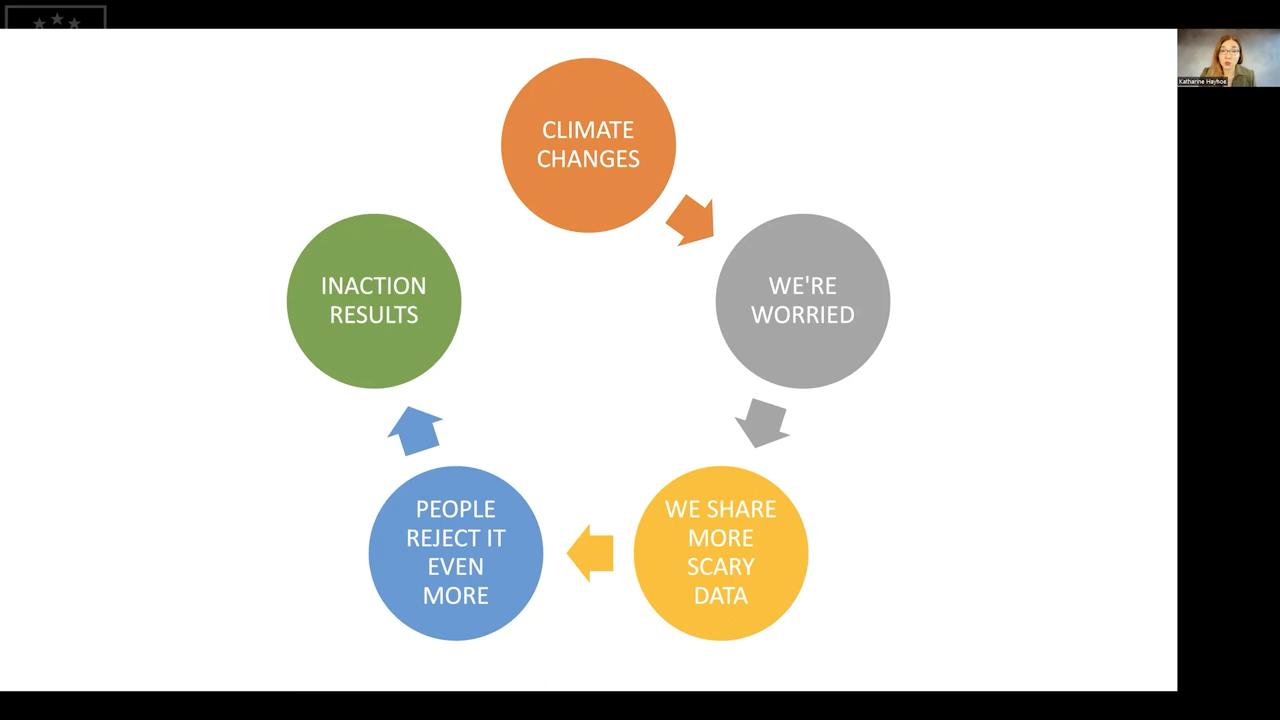 CLIMATE
CHANGES
WE'RE
WORRIED
WE SHARE
MORE
SCARY
DATA
PEOPLE
REJECT IT
EVEN
MORE
INACTION
RESULTS
Katharine Hayhoe